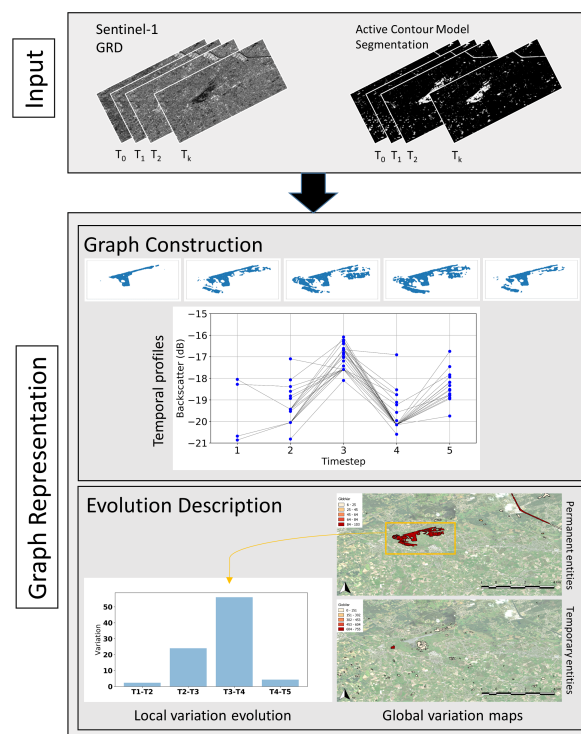 Input
Sentinel-1
GRD
T0 T1 T2 Tk
Active Contour Model
Segmentation
T0 T1 T2 Tk
Graph Representation
Graph Construction
Temporal profiles
Backscatter (dB)
−15
−16
−17
−18
−19
−20
−21
1 2 3 4 5
Timestep
Evolution Description
Permanent entities
Temporary entities
Variation
50
40
30
20
10
0
T1-T2 T2-T3 T3-T4 T4-T5
Local variation evolution
Global variation maps